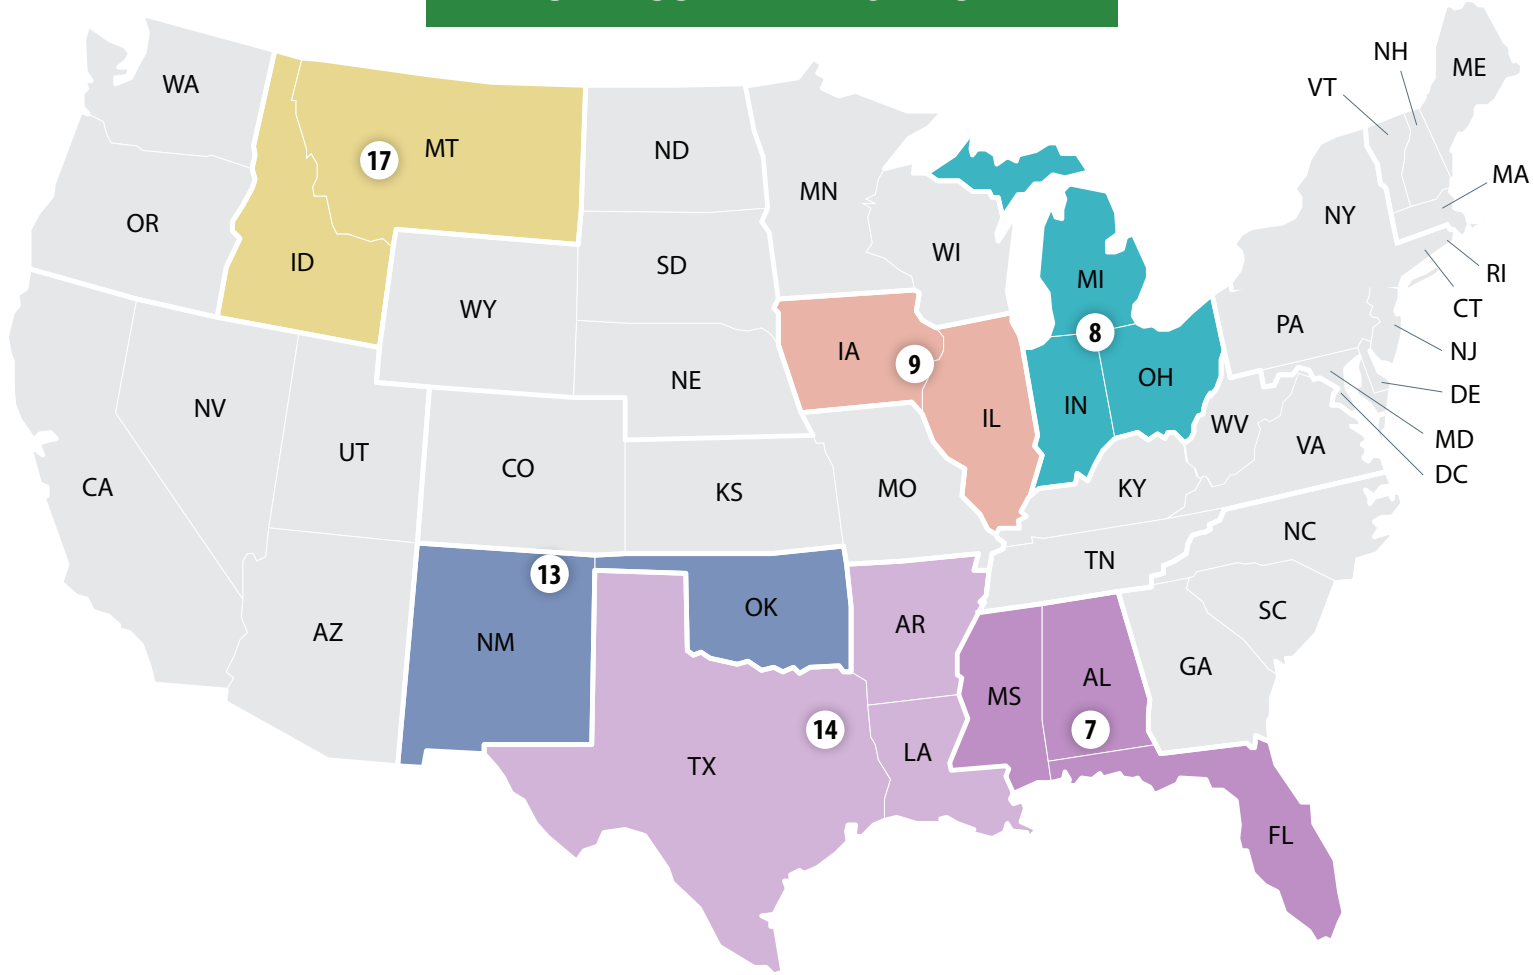 NH
ME
WA
VT
MT
17
ND
MA
MN
OR
NY
WI
ID
SD
MI
RI
WY
CT
PA
8
IA
NJ
9
OH
NE
DE
IN
NV
IL
WV
MD
UT
VA
CO
DC
CA
KS
MO
KY
NC
TN
13
OK
SC
AR
AZ
NM
GA
AL
MS
14
7
LA
TX
FL